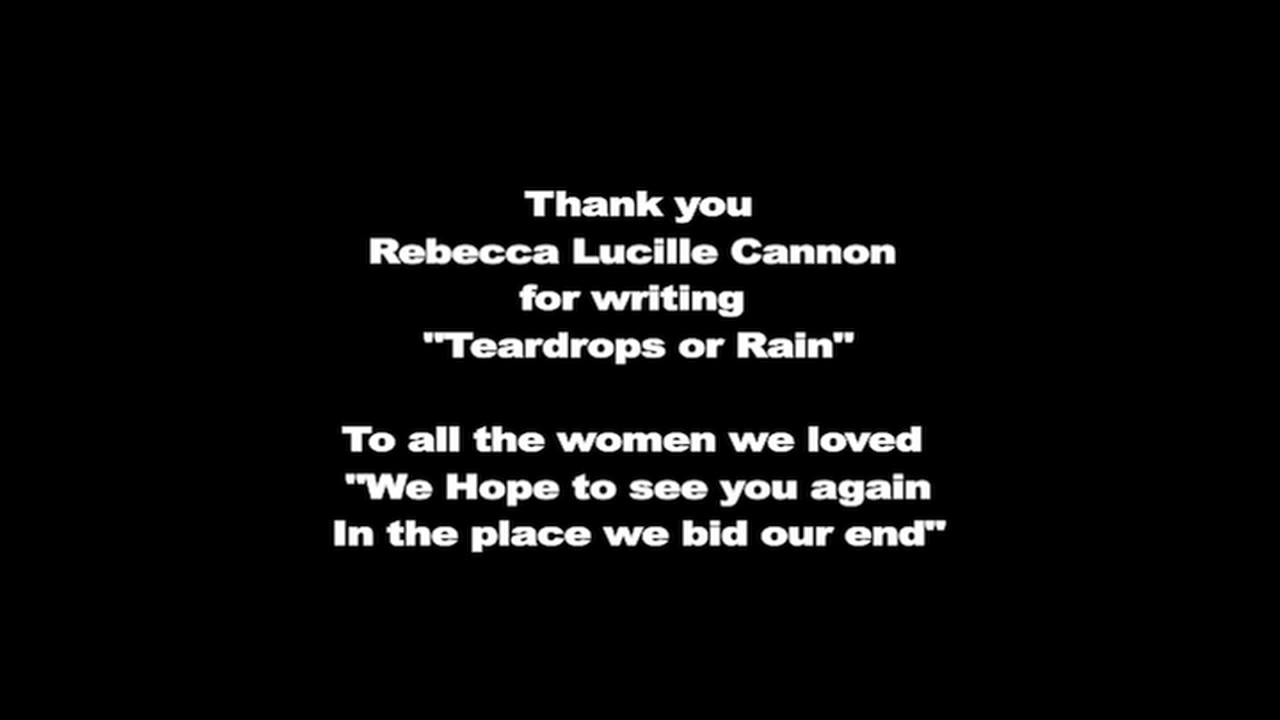 Thank you
Rebecca Lucille Cannon
for writing
"Teardrops or Rain"
To all the women we loved
"We Hope to see you again
In the place we bid our end"